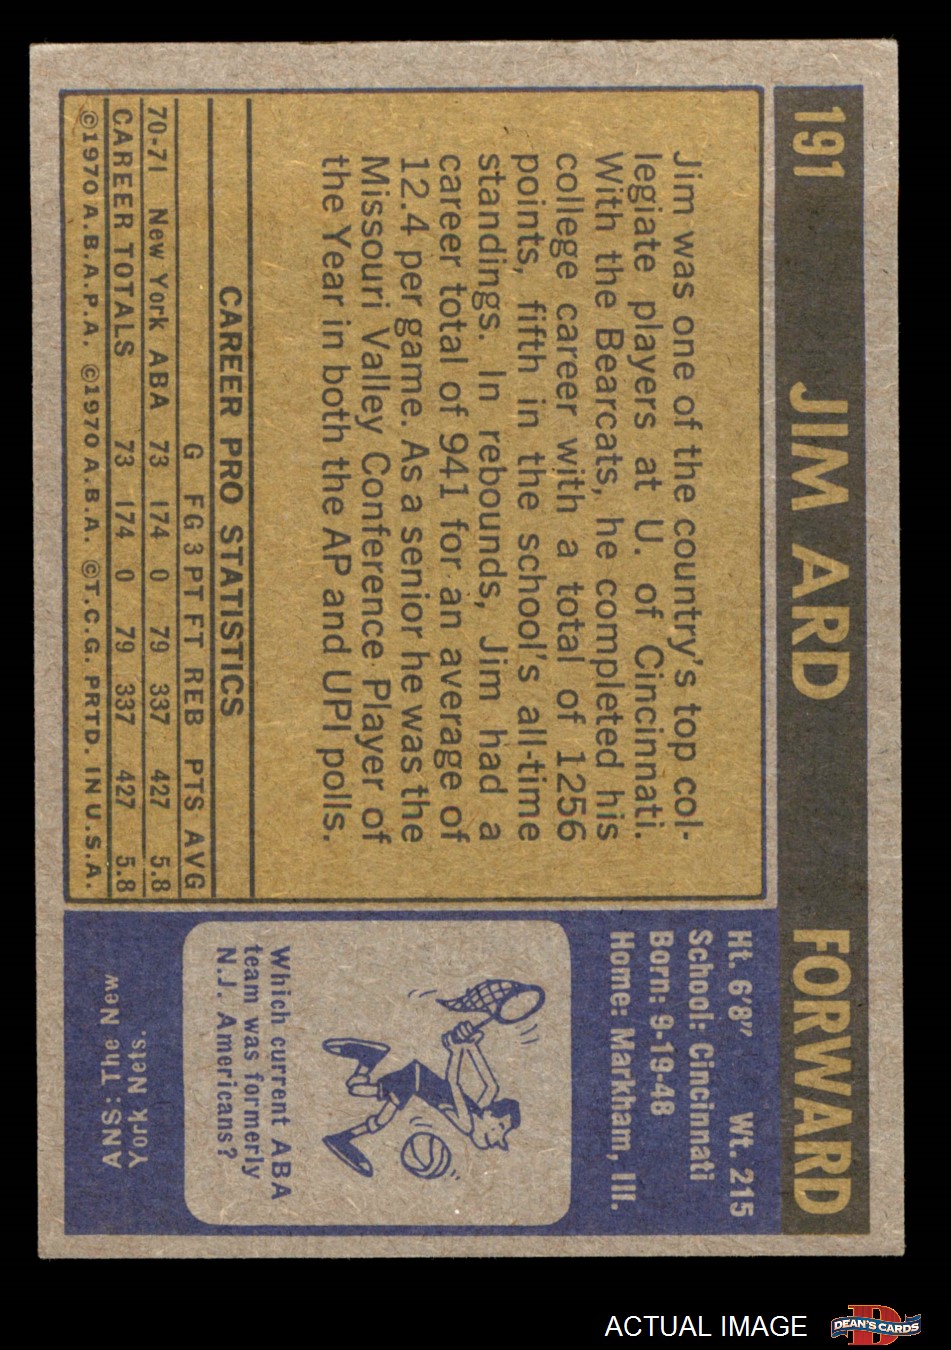 191 JIM ARD FORWARD
Jim was one of the country's top col-
legiate players at U. of Cincinnati.
With the Bearcats, he completed his
college career with a total of 1256
points, fifth in the school's all-time
standings. In rebounds, Jim had a
career total of 941 for an average of
12.4 per game. As a senior he was the
Missouri Valley Conference Player of
the Year in both the AP and UPI polls.
CAREER PRO STATISTICS
G FG 3PT FT REB PTS AVG
70-71 New York ABA 73 174 0 79 337 427 5.8
CAREER TOTALS 73 174 0 79 337 427 5.8
©1970 A.B.A.P.A. ©1970 A.B.A. ©T.C.G. PRTD. IN U.S.A.
Ht. 6'8" Wt. 215
School: Cincinnati
Born: 9-19-48
Home: Markham, Ill.
Which current ABA
team was formerly
N.J. Americans?
ANS: The New
York Nets.
ACTUAL IMAGE
D
DEAN'S CARDS